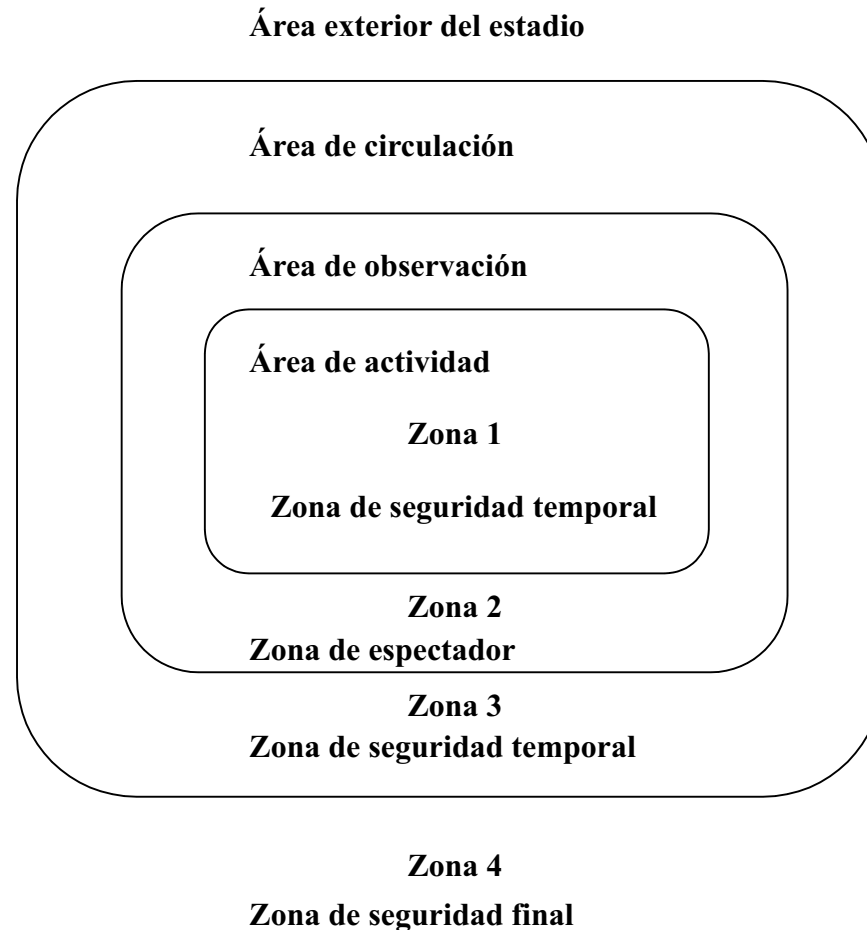 Área exterior del estadio
Área de circulación
Área de observación
Área de actividad
Zona 1
Zona de seguridad temporal
Zona 2
Zona de espectador
Zona 3
Zona de seguridad temporal
Zona 4
Zona de seguridad final